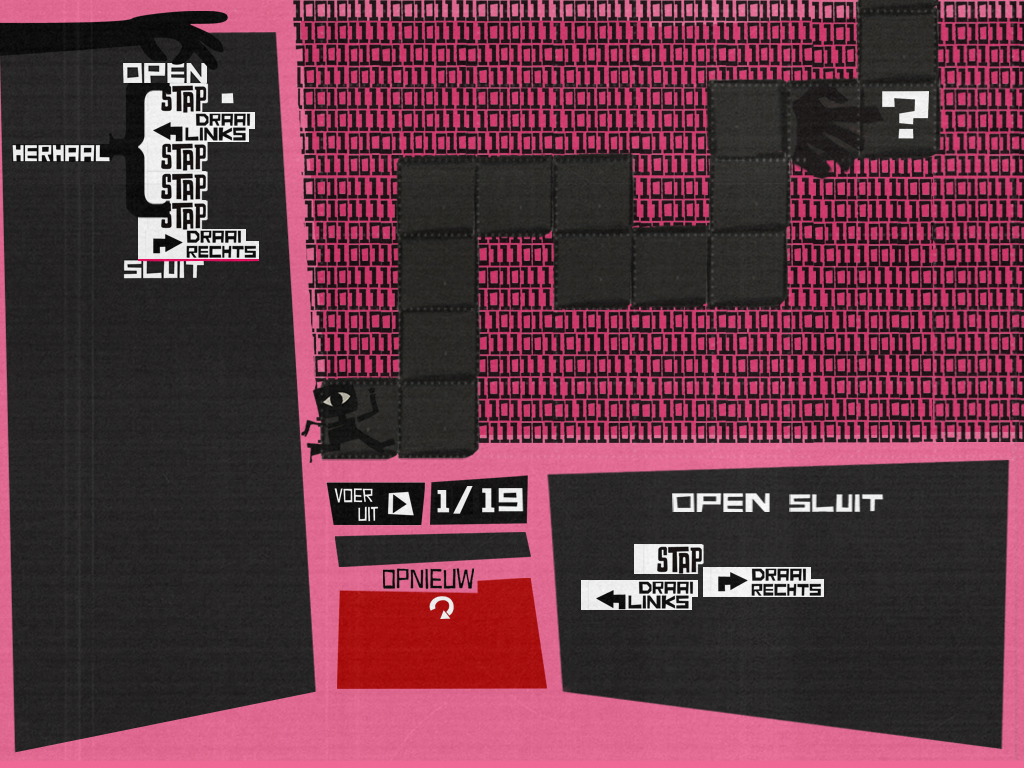 OPEN
STAP
DRAAI
LINKS
HERHAAL
STAP
STAP
STAP
DRAAI
RECHTS
SLUIT
?
VOER
UIT
1/19
OPNIEUW
OPEN SLUIT
STAP
DRAAI
RECHTS
DRAAI
LINKS